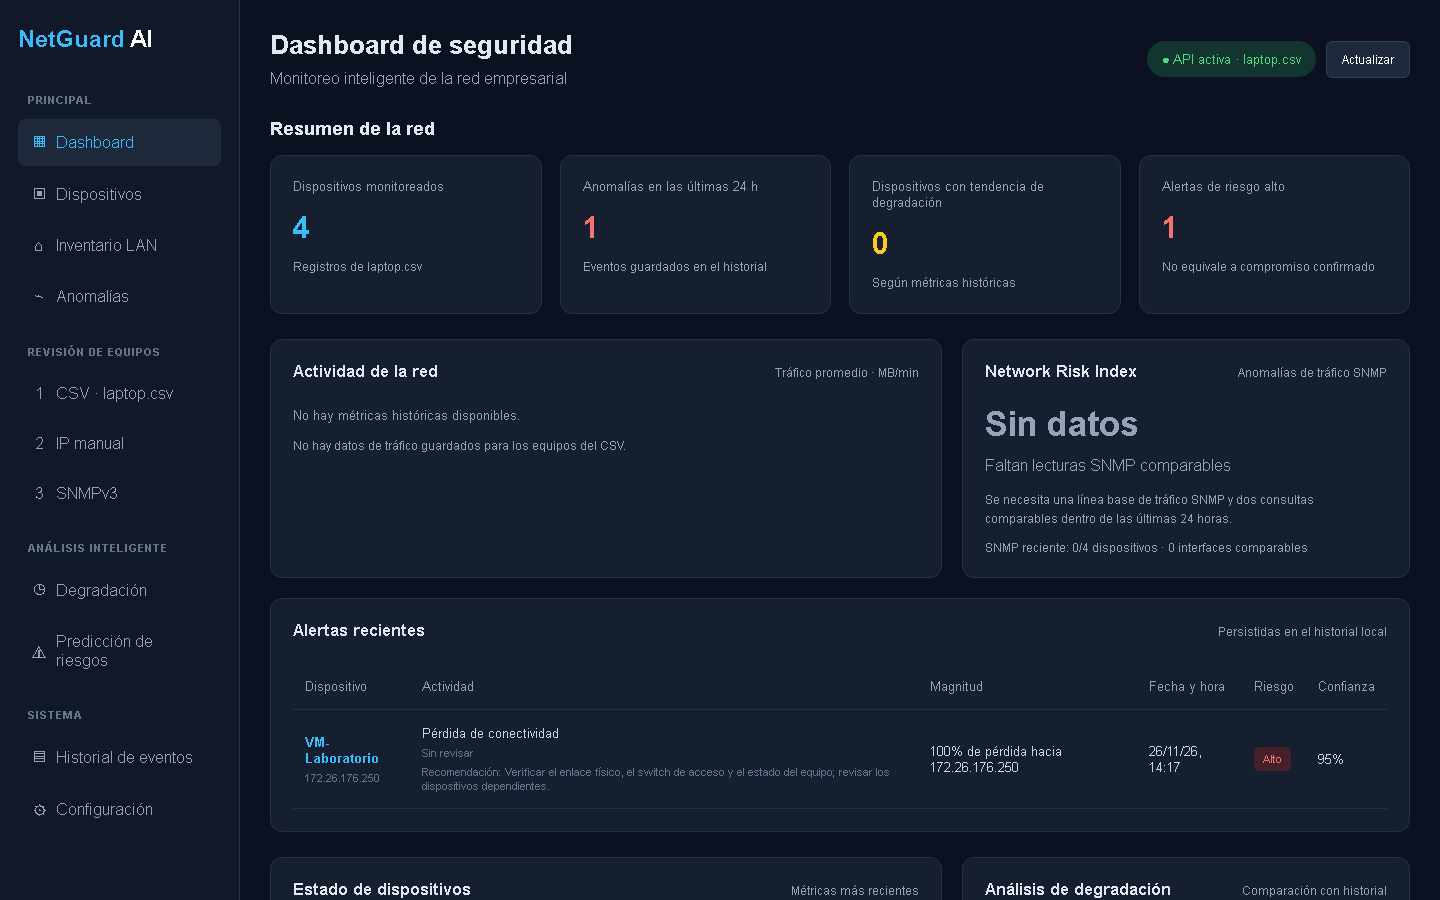 NetGuard AI
PRINCIPAL
Dashboard
Dispositivos
Inventario LAN
Anomalías
REVISIÓN DE EQUIPOS
1 CSV · laptop.csv
2 IP manual
3 SNMPv3
ANÁLISIS INTELIGENTE
Degradación
Predicción de
riesgos
SISTEMA
Historial de eventos
Configuración
Dashboard de seguridad
Monitoreo inteligente de la red empresarial
● API activa · laptop.csv
Actualizar
Resumen de la red
Dispositivos monitoreados
4
Registros de laptop.csv
Anomalías en las últimas 24 h
1
Eventos guardados en el historial
Dispositivos con tendencia de
degradación
0
Según métricas históricas
Alertas de riesgo alto
1
No equivale a compromiso confirmado
Actividad de la red
Tráfico promedio · MB/min
No hay métricas históricas disponibles.
No hay datos de tráfico guardados para los equipos del CSV.
Network Risk Index
Anomalías de tráfico SNMP
Sin datos
Faltan lecturas SNMP comparables
Se necesita una línea base de tráfico SNMP y dos consultas
comparables dentro de las últimas 24 horas.
SNMP reciente: 0/4 dispositivos · 0 interfaces comparables
Alertas recientes
Persistidas en el historial local
Dispositivo Actividad Magnitud Fecha y hora Riesgo Confianza
VM-
Laboratorio
172.26.176.250
Pérdida de conectividad
Sin revisar
Recomendación: Verificar el enlace físico, el switch de acceso y el estado del equipo; revisar los
dispositivos dependientes.
100% de pérdida hacia
172.26.176.250
26/11/26,
14:17
Alto
95%
Estado de dispositivos
Métricas más recientes
Análisis de degradación
Comparación con historial